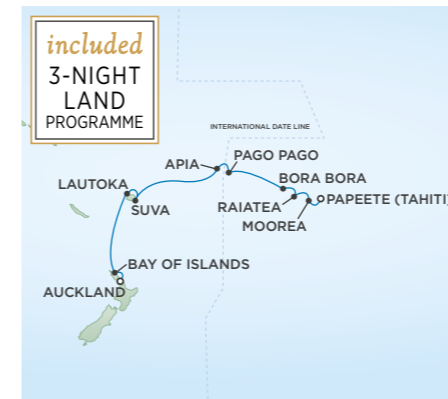 included
3-NIGHT
LAND
PROGRAMME
INTERNATIONAL DATE LINE
APIA
PAGO PAGO
LAUTOKA
BORA BORA
SUVA
RAIATEA
PAPEETE (TAHITI)
MOOREA
BAY OF ISLANDS
AUCKLAND